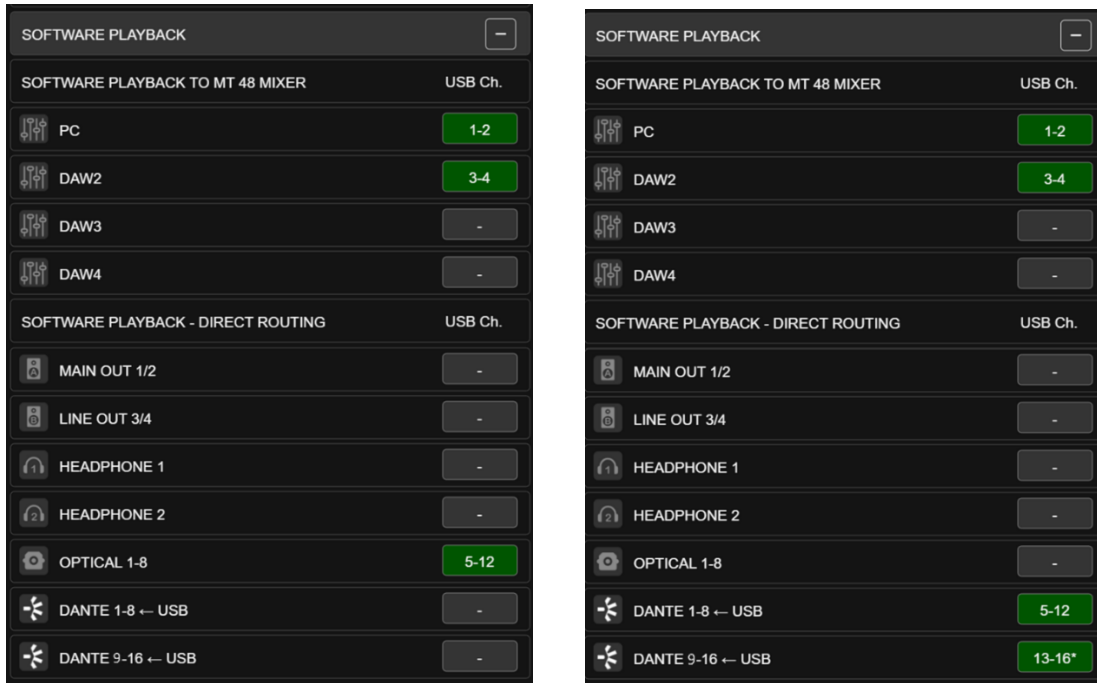 SOFTWARE PLAYBACK −
SOFTWARE PLAYBACK TO MT 48 MIXER USB Ch.
PC 1-2
DAW2 3-4
DAW3 -
DAW4 -
SOFTWARE PLAYBACK - DIRECT ROUTING USB Ch.
A MAIN OUT 1/2 -
B LINE OUT 3/4 -
1 HEADPHONE 1 -
2 HEADPHONE 2 -
OPTICAL 1-8 5-12
DANTE 1-8 ← USB -
DANTE 9-16 ← USB -
SOFTWARE PLAYBACK −
SOFTWARE PLAYBACK TO MT 48 MIXER USB Ch.
PC 1-2
DAW2 3-4
DAW3 -
DAW4 -
SOFTWARE PLAYBACK - DIRECT ROUTING USB Ch.
A MAIN OUT 1/2 -
B LINE OUT 3/4 -
1 HEADPHONE 1 -
2 HEADPHONE 2 -
OPTICAL 1-8 -
DANTE 1-8 ← USB 5-12
DANTE 9-16 ← USB 13-16*